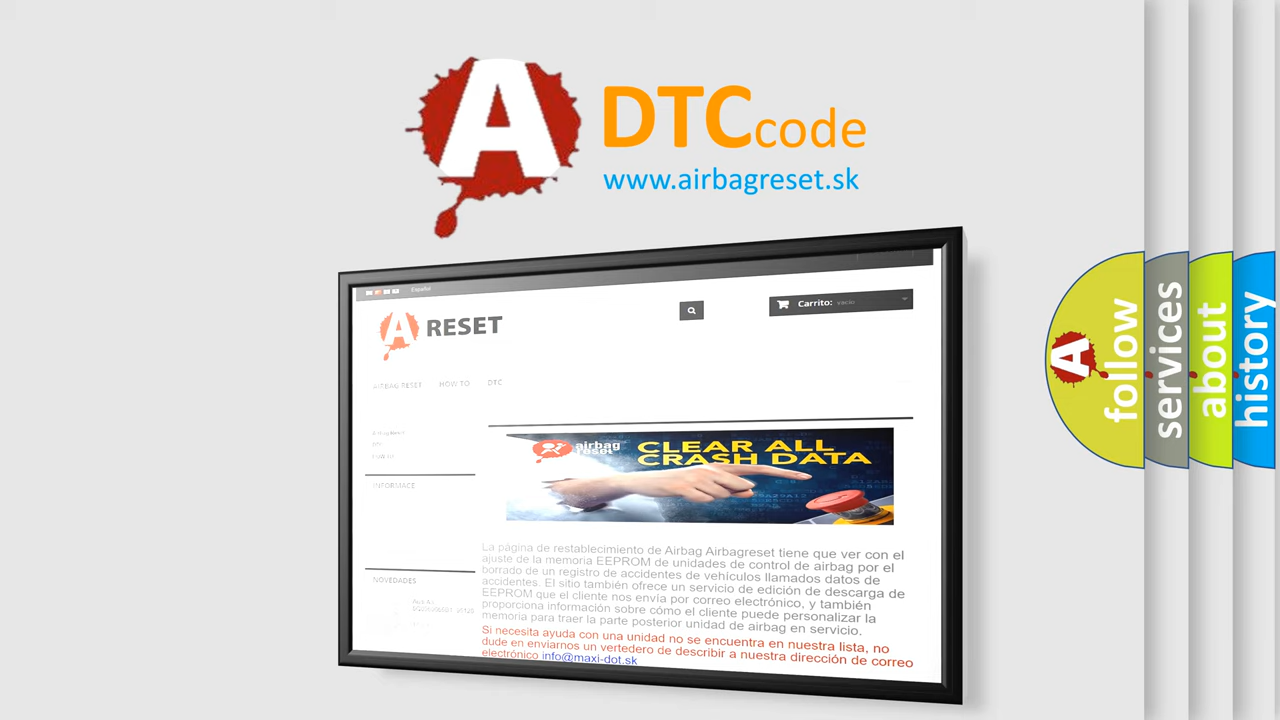 A DTCcode
www.airbagreset.sk
Español
A RESET
Carrito: vacío
AIRBAG RESET HOW TO DTC
INFORMACE
airbag
reset
CLEAR ALL
CRASH DATA
La página de restablecimiento de Airbag Airbagreset tiene que ver con el
ajuste de la memoria EEPROM de unidades de control de airbag por el
borrado de un registro de accidentes de vehículos llamados datos de
accidentes. El sitio también ofrece un servicio de edición de descarga de
EEPROM que el cliente nos envía por correo electrónico, y también
proporciona información sobre cómo el cliente puede personalizar la
memoria para traer la parte posterior unidad de airbag en servicio.
Si necesita ayuda con una unidad no se encuentra en nuestra lista, no
dude en enviarnos un vertedero de describir a nuestra dirección de correo
electrónico info@maxi-dot.sk
NOVEDADES
A follow
services
about
history